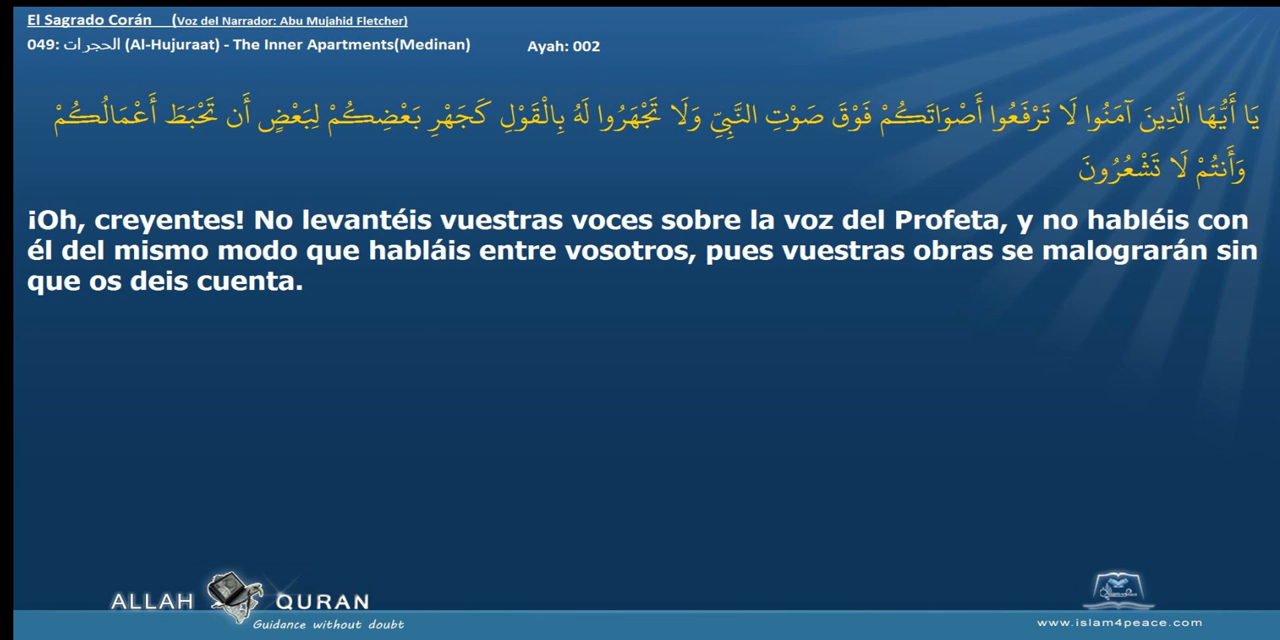 El Sagrado Corán (Voz del Narrador: Abu Mujahid Fletcher)
049: الحجرات (Al-Hujuraat) - The Inner Apartments(Medinan) Ayah: 002
يَا أَيُّهَا الَّذِينَ آمَنُوا لَا تَرْفَعُوا أَصْوَاتَكُمْ فَوْقَ صَوْتِ النَّبِيِّ وَلَا تَجْهَرُوا لَهُ بِالْقَوْلِ كَجَهْرِ بَعْضِكُمْ لِبَعْضٍ أَن تَحْبَطَ أَعْمَالُكُمْ
وَأَنتُمْ لَا تَشْعُرُونَ
¡Oh, creyentes! No levantéis vuestras voces sobre la voz del Profeta, y no habléis con
él del mismo modo que habláis entre vosotros, pues vuestras obras se malograrán sin
que os deis cuenta.
ALLAH QURAN
Guidance without doubt
www.islam4peace.com